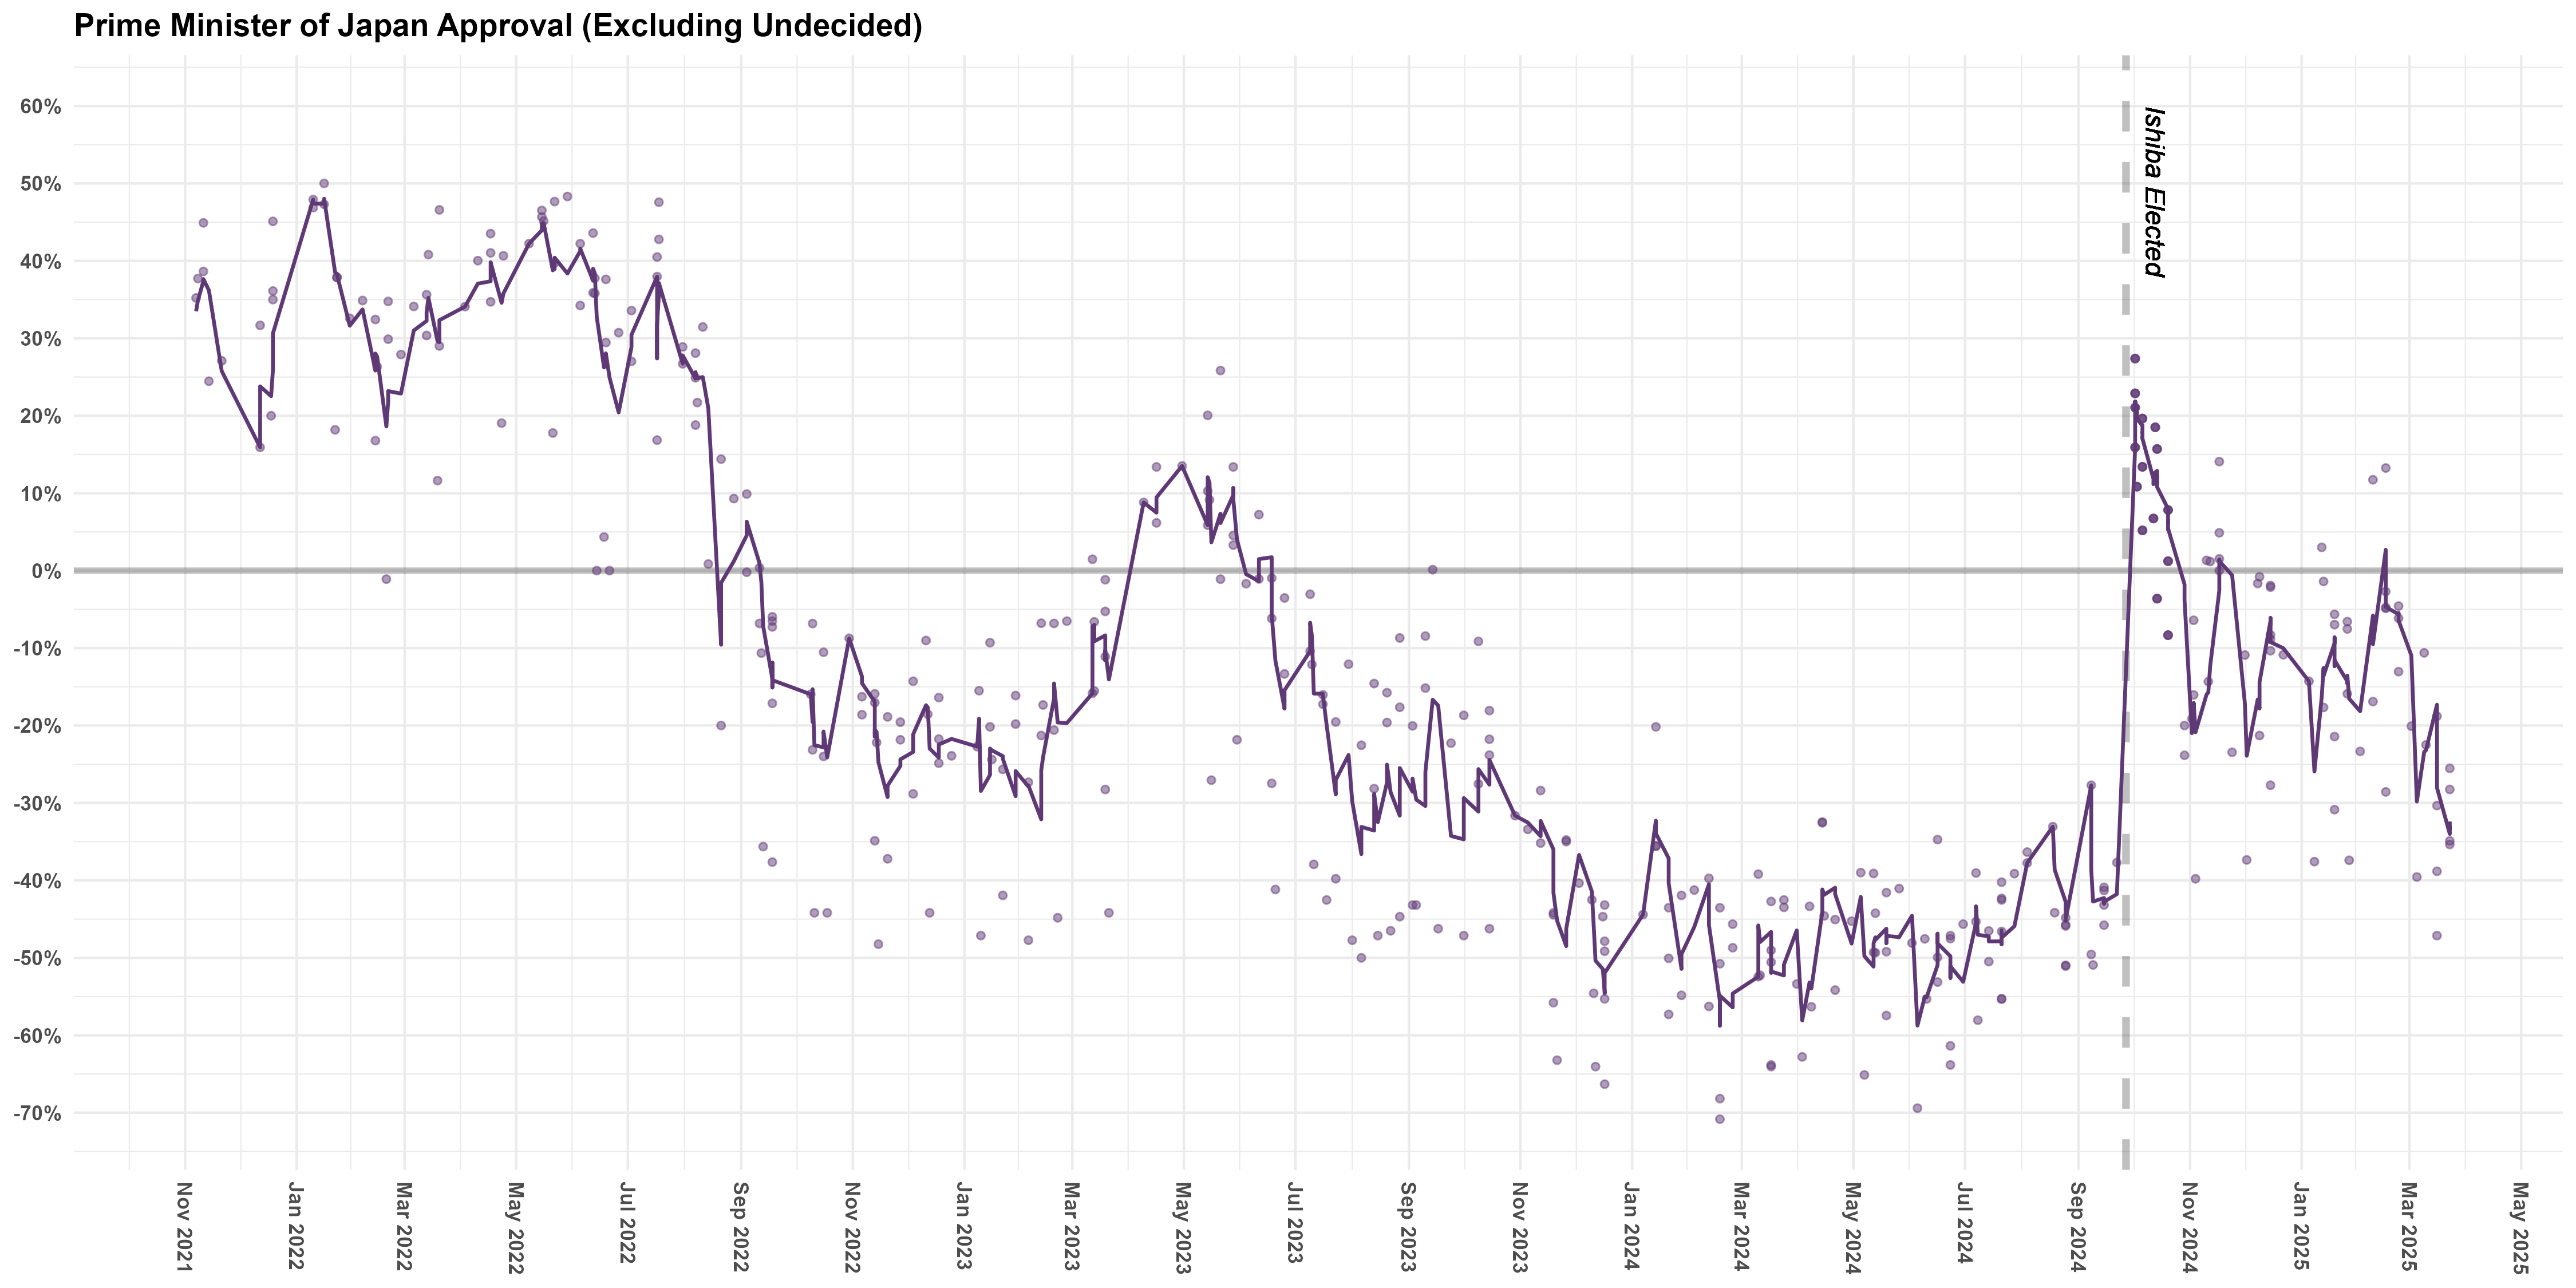 Prime Minister of Japan Approval (Excluding Undecided)
60%
50%
40%
30%
20%
10%
0%
-10%
-20%
-30%
-40%
-50%
-60%
-70%
Ishiba Elected
Nov 2021
Jan 2022
Mar 2022
May 2022
Jul 2022
Sep 2022
Nov 2022
Jan 2023
Mar 2023
May 2023
Jul 2023
Sep 2023
Nov 2023
Jan 2024
Mar 2024
May 2024
Jul 2024
Sep 2024
Nov 2024
Jan 2025
Mar 2025
May 2025